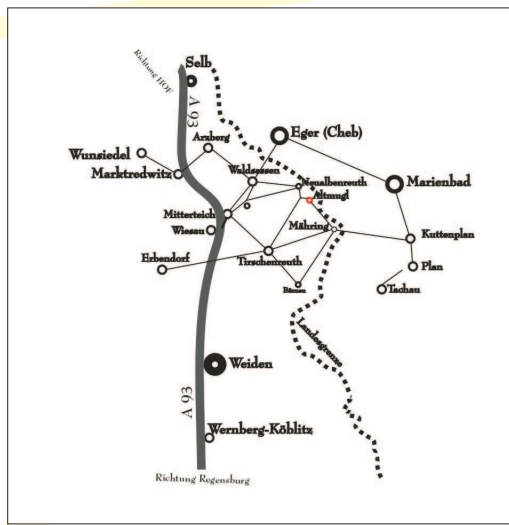 Selb
Richtung HOF
A 93
Eger (Cheb)
Arzberg
Wunsiedel
Waldsassen
Marktredwitz
Neualbenreuth
Marienbad
Altmugl
Mitterteich
Mähring
Wiesau
Kuttenplan
Tirschenreuth
Erbendorf
Plan
Bärnau
Tachau
Landesgrenze
Weiden
A 93
Wernberg-Köblitz
Richtung Regensburg